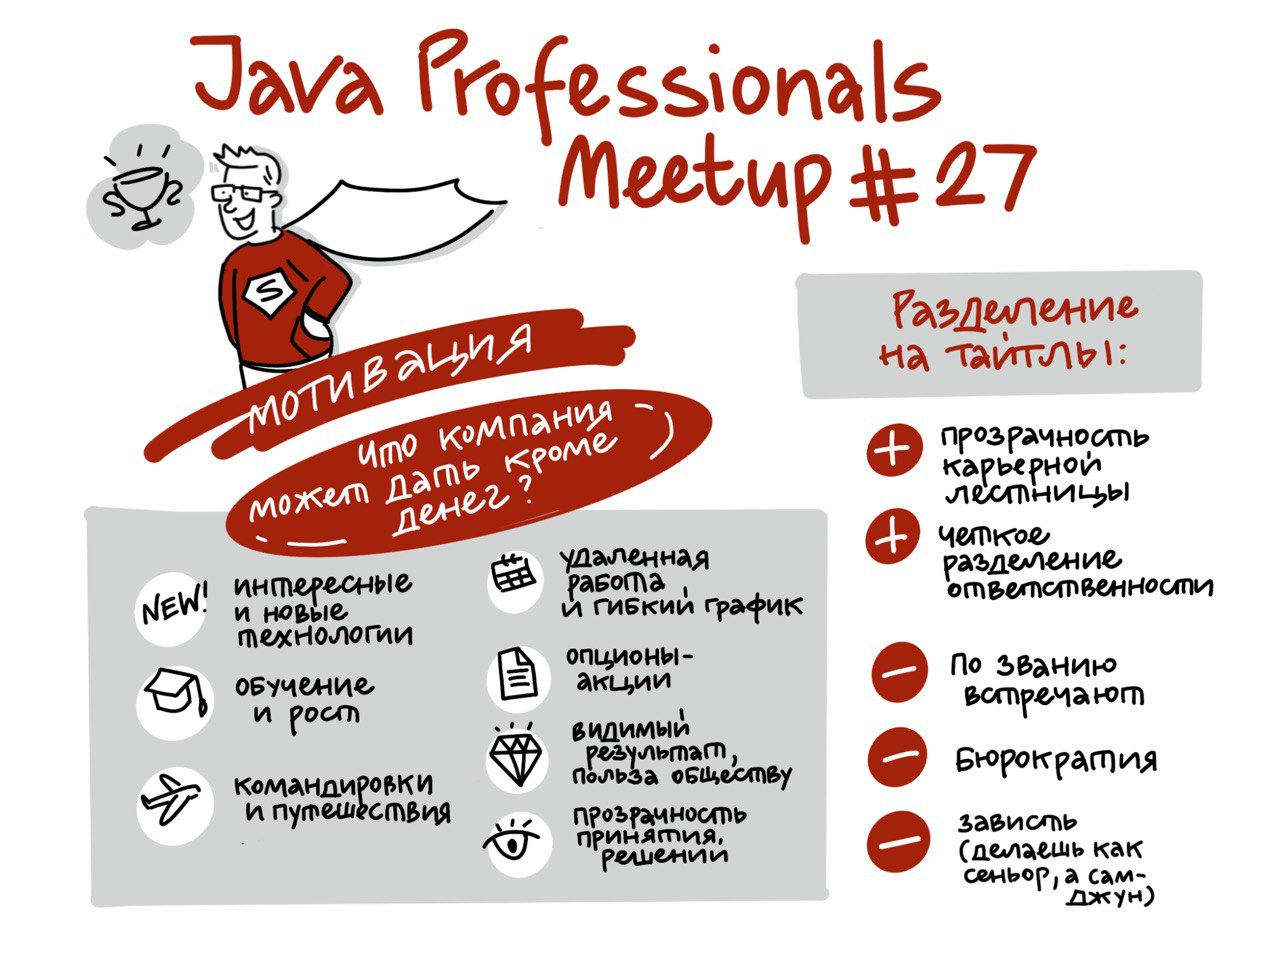 Java Professionals
Meetup #27
S
мотивация
Что компания
может дать кроме
денег?
NEW!
интересные
и новые
технологии
обучение
и рост
командировки
и путешествия
удаленная
работа
и гибкий график
опционы-
акции
видимый
результат,
польза обществу
прозрачность
принятия
решений
Разделение
на тайтлы:
+
прозрачность
карьерной
лестницы
+
четкое
разделение
ответственности
–
по званию
встречают
–
Бюрократия
–
зависть
(делаешь как
сеньор, а сам-
джун)